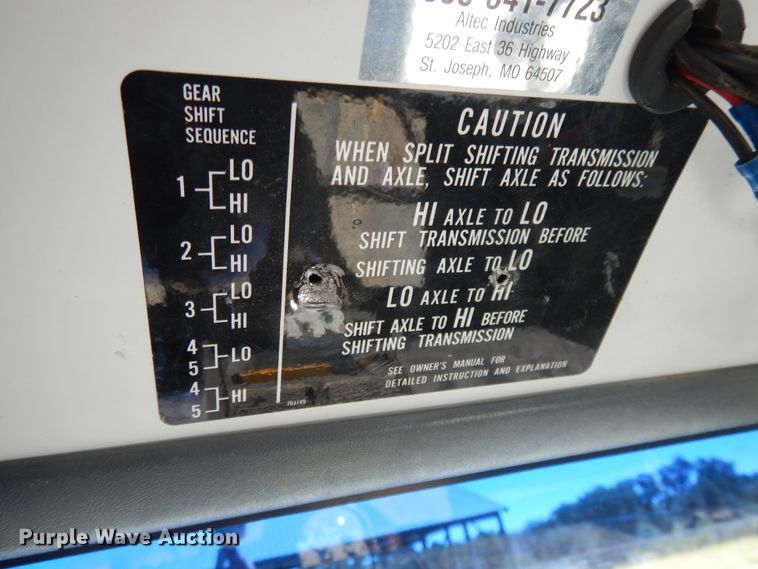 Altec Industries
5202 East 36 Highway
St. Joseph, MO 64507
GEAR
SHIFT
SEQUENCE
1 LO
HI
2 LO
HI
3 LO
HI
4
5 LO
4
5 HI
703199
CAUTION
WHEN SPLIT SHIFTING TRANSMISSION
AND AXLE, SHIFT AXLE AS FOLLOWS:
HI AXLE TO LO
SHIFT TRANSMISSION BEFORE
SHIFTING AXLE TO LO
LO AXLE TO HI
SHIFT AXLE TO HI BEFORE
SHIFTING TRANSMISSION
SEE OWNER'S MANUAL FOR
DETAILED INSTRUCTION AND EXPLANATION
Purple Wave Auction